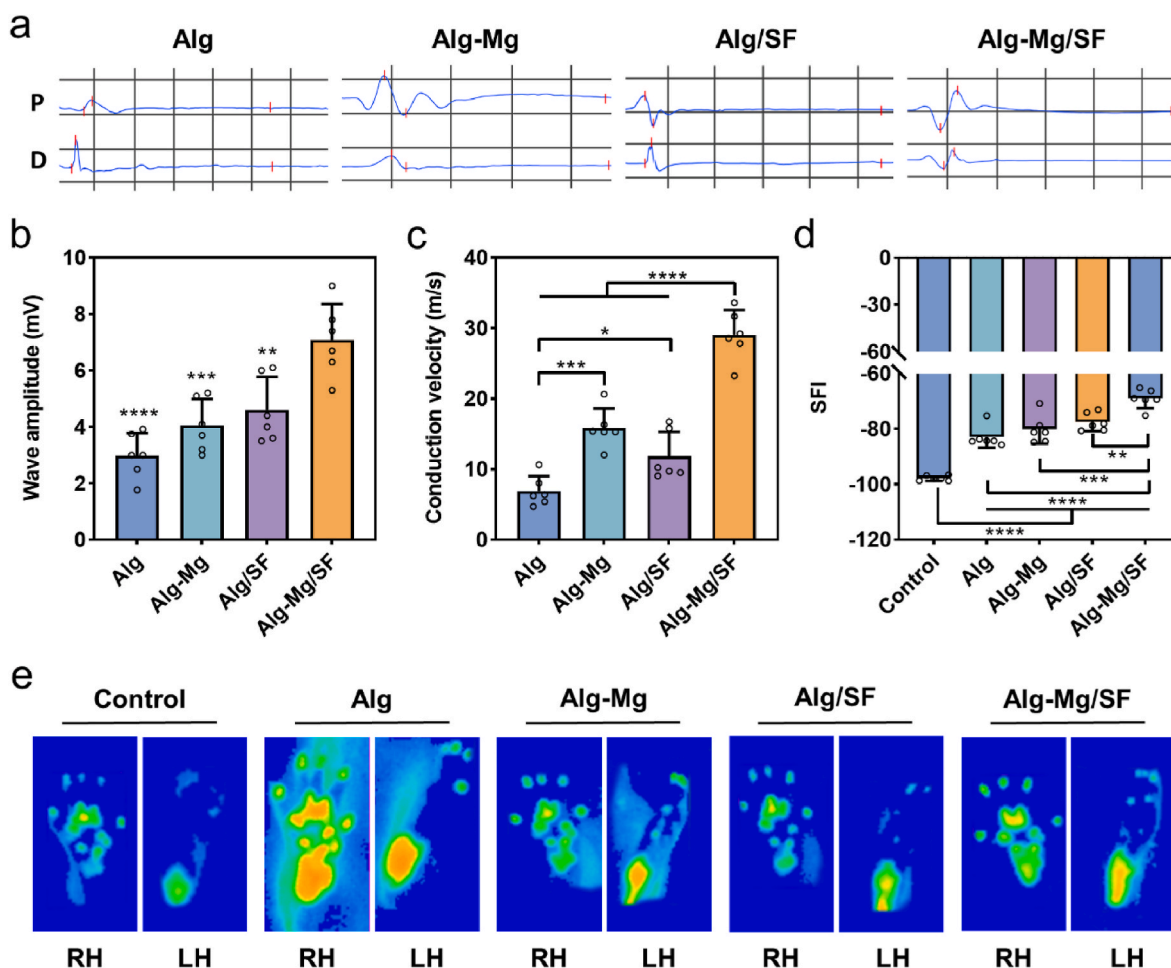 a
Alg Alg-Mg Alg/SF Alg-Mg/SF
P
D
b
Wave amplitude (mV)
10
8
6
4
2
0
****
***
**
Alg
Alg-Mg
Alg/SF
Alg-Mg/SF
c
Conduction velocity (m/s)
40
30
20
10
0
****
*
***
Alg
Alg-Mg
Alg/SF
Alg-Mg/SF
d
SFI
0
-30
-60
-60
-80
-100
-120
**
***
****
****
Control
Alg
Alg-Mg
Alg/SF
Alg-Mg/SF
e
Control Alg Alg-Mg Alg/SF Alg-Mg/SF
RH LH RH LH RH LH RH LH RH LH